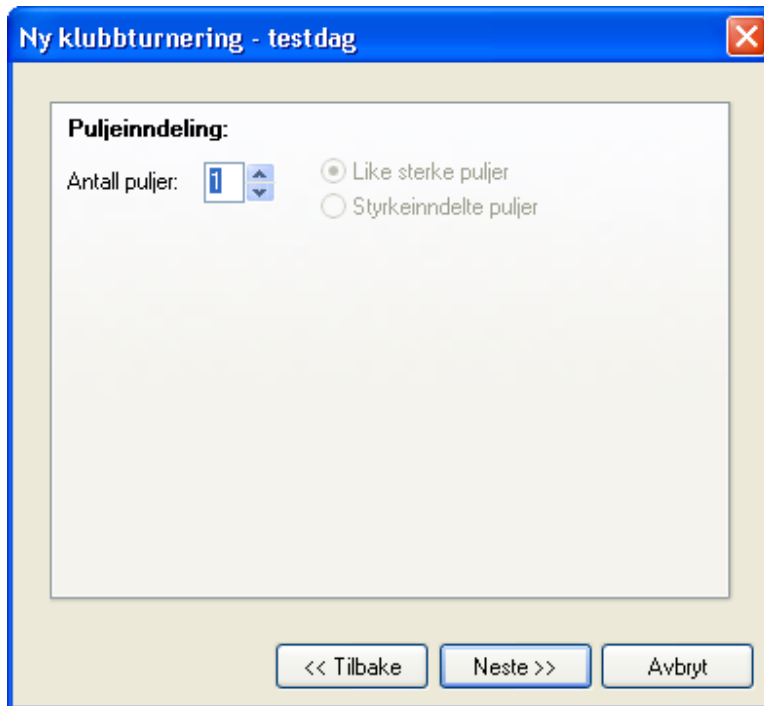 Ny klubbturnering - testdag
Puljeinndeling:
Antall puljer: 1
Like sterke puljer
Styrkeinndelte puljer
<< Tilbake Neste >> Avbryt